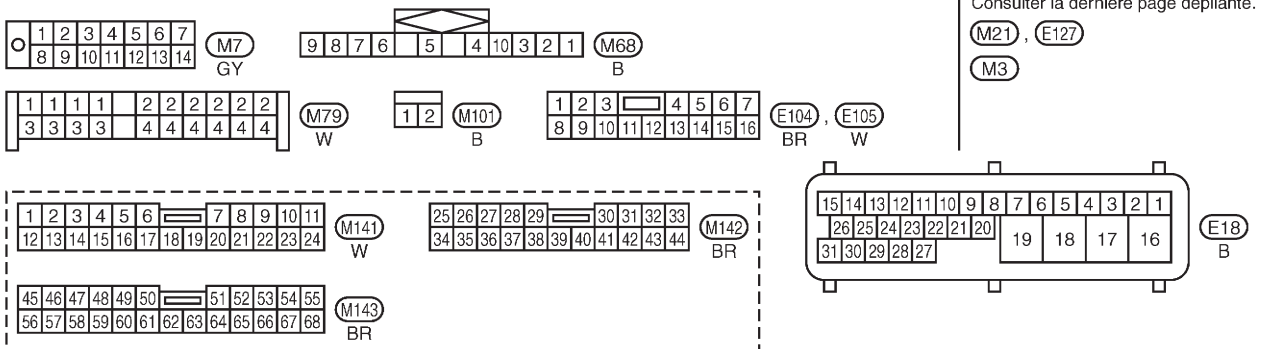 Consulter la dernière page dépliante.
1 2 3 4 5 6 7
8 9 10 11 12 13 14
M7
GY
9 8 7 6 5 4 10 3 2 1
M68
B
M21 , E127
M3
1 1 1 1 2 2 2 2 2 2
3 3 3 3 4 4 4 4 4 4
M79
W
1 2
M101
B
1 2 3 4 5 6 7
8 9 10 11 12 13 14 15 16
E104 , E105
BR W
1 2 3 4 5 6 7 8 9 10 11
12 13 14 15 16 17 18 19 20 21 22 23 24
M141
W
25 26 27 28 29 30 31 32 33
34 35 36 37 38 39 40 41 42 43 44
M142
BR
15 14 13 12 11 10 9 8 7 6 5 4 3 2 1
26 25 24 23 22 21 20
19 18 17 16
31 30 29 28 27
E18
B
45 46 47 48 49 50 51 52 53 54 55
56 57 58 59 60 61 62 63 64 65 66 67 68
M143
BR